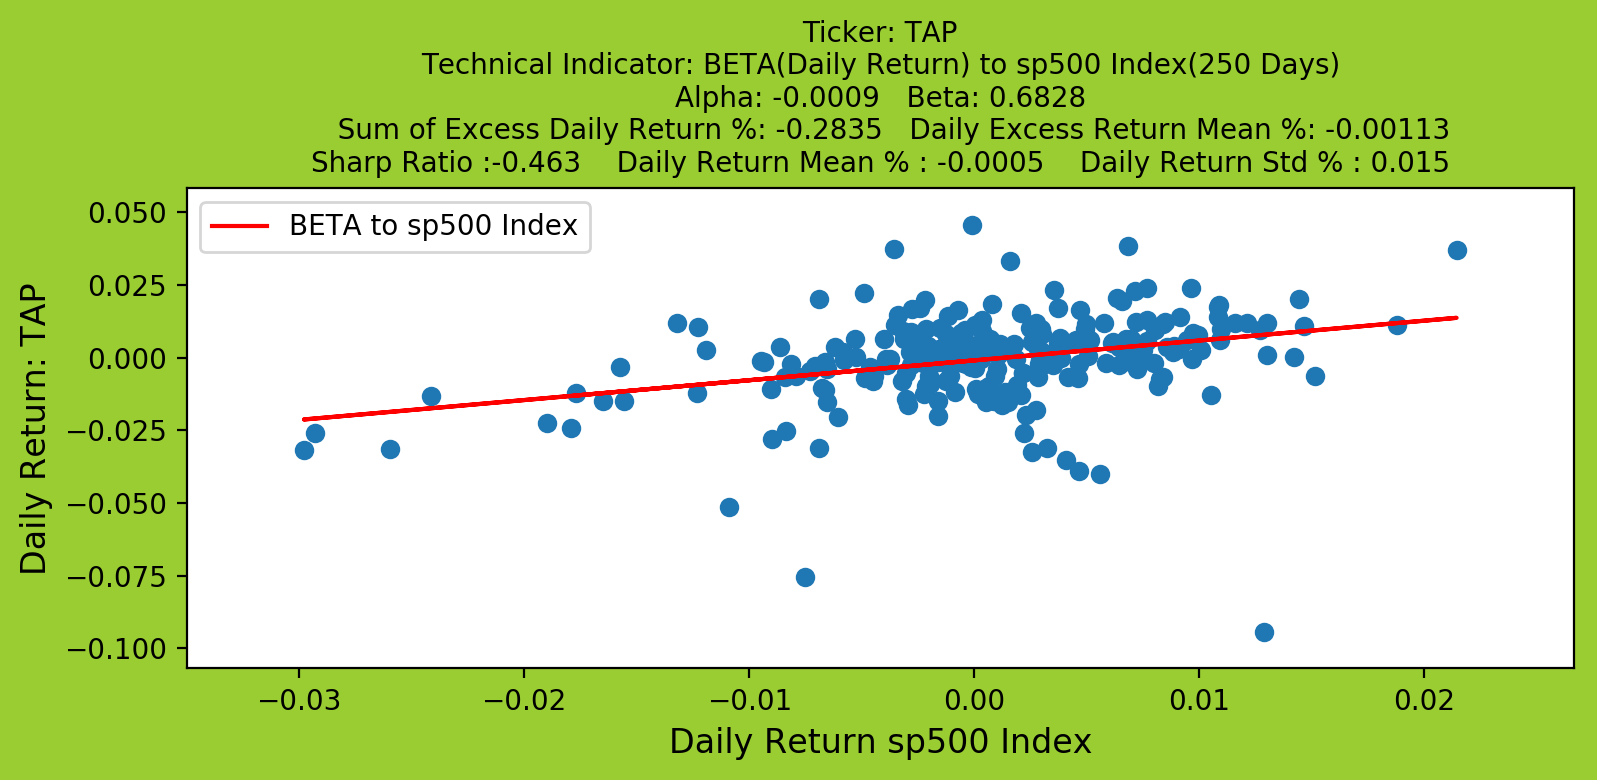 Ticker: TAP
Technical Indicator: BETA(Daily Return) to sp500 Index(250 Days)
Alpha: -0.0009   Beta: 0.6828
Sum of Excess Daily Return %: -0.2835   Daily Excess Return Mean %: -0.00113
Sharp Ratio :-0.463    Daily Return Mean % : -0.0005    Daily Return Std % : 0.015
BETA to sp500 Index
Daily Return: TAP
0.050
0.025
0.000
−0.025
−0.050
−0.075
−0.100
−0.03
−0.02
−0.01
0.00
0.01
0.02
Daily Return sp500 Index